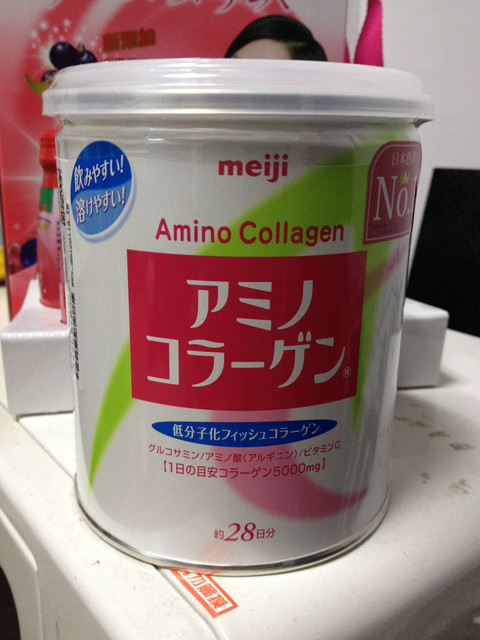 飲みやすい!
溶けやすい!
meiji
No.1
Amino Collagen
アミノ
コラーゲン®
低分子化フィッシュコラーゲン
グルコサミン/アミノ酸(アルギニン)/ビタミンC
【1日の目安コラーゲン5000mg】
約28日分